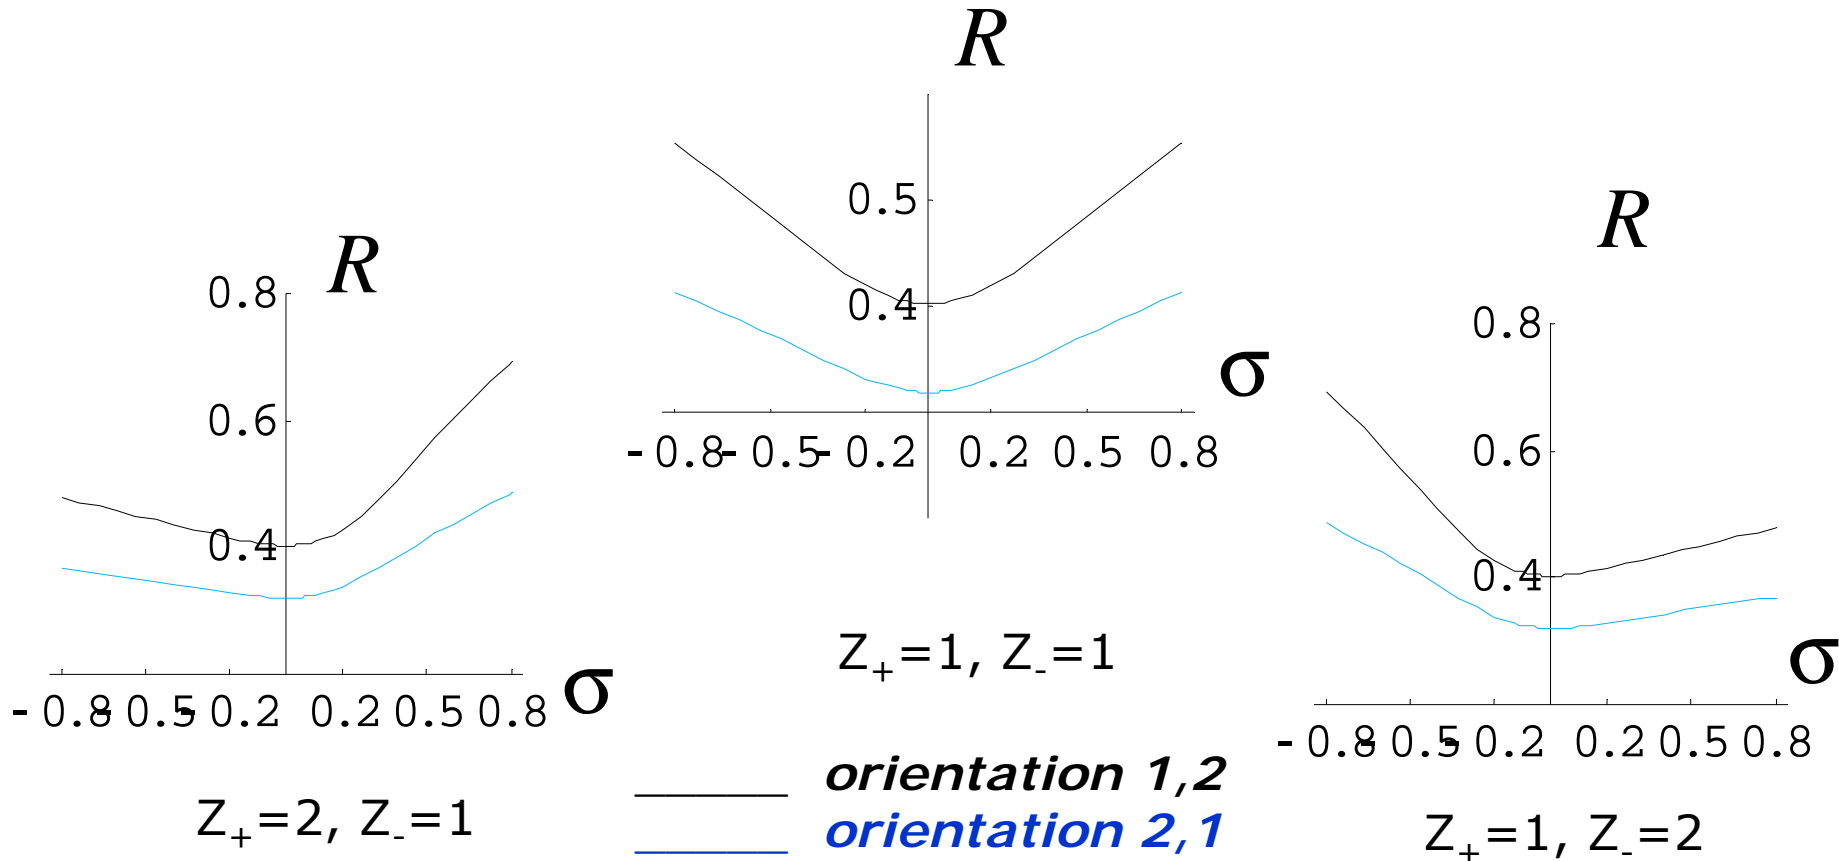 R
0.5
0.4
σ
-0.8 -0.5 -0.2 0.2 0.5 0.8
Z₊=1, Z₋=1
R
0.8
0.6
0.4
-0.8 -0.5 -0.2 0.2 0.5 0.8 σ
Z₊=2, Z₋=1
R
0.8
0.6
0.4
σ
-0.8 -0.5 -0.2 0.2 0.5 0.8
Z₊=1, Z₋=2
orientation 1,2
orientation 2,1